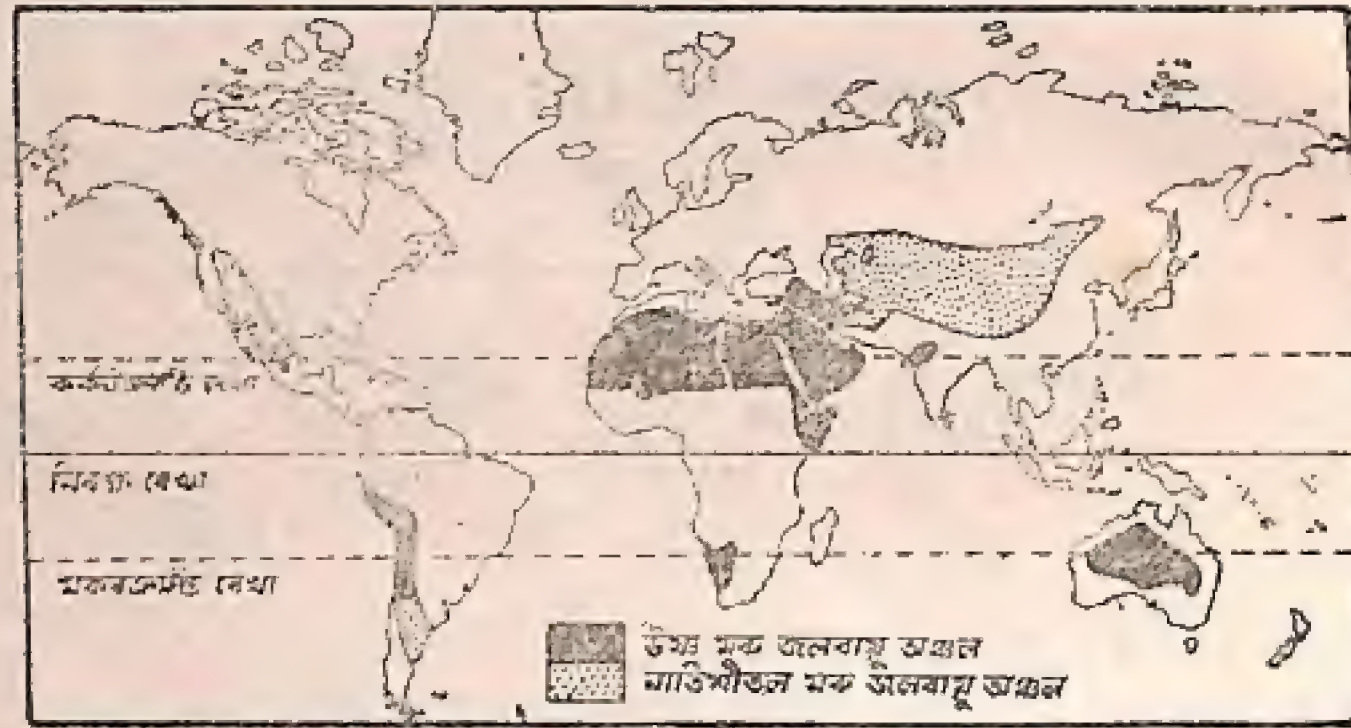 কর্কটক্রান্তি রেখা
নিরক্ষ রেখা
মকরক্রান্তি রেখা
উষ্ণ মরু জলবায়ু অঞ্চল
নাতিশীতল মরু জলবায়ু অঞ্চল